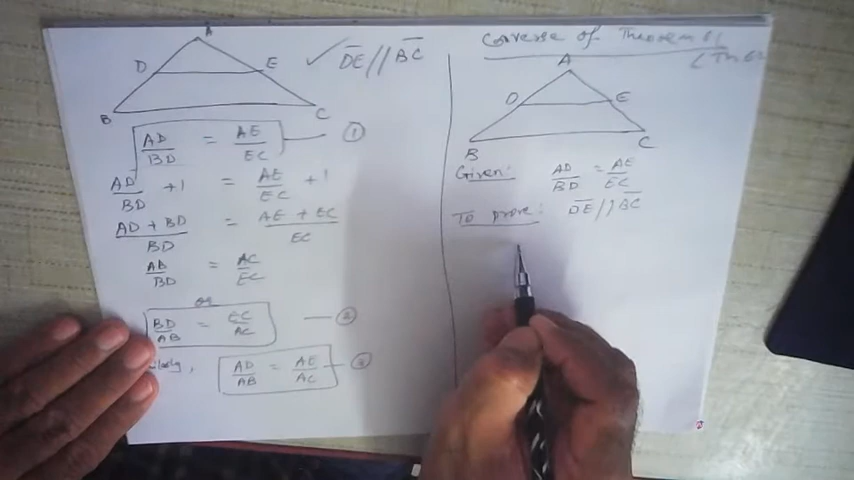 A
D E
B C
✓ DE // BC
AD/BD = AE/EC — ①
AD/BD + 1 = AE/EC + 1
AD + BD/BD = AE + EC/EC
AB/BD = AC/EC
or
BD/AB = EC/AC — ②
AD/AB = AE/AC — ③
Converse of Theorem 61
A
D E
B C
Given: AD/BD = AE/EC
To prove: DE // BC